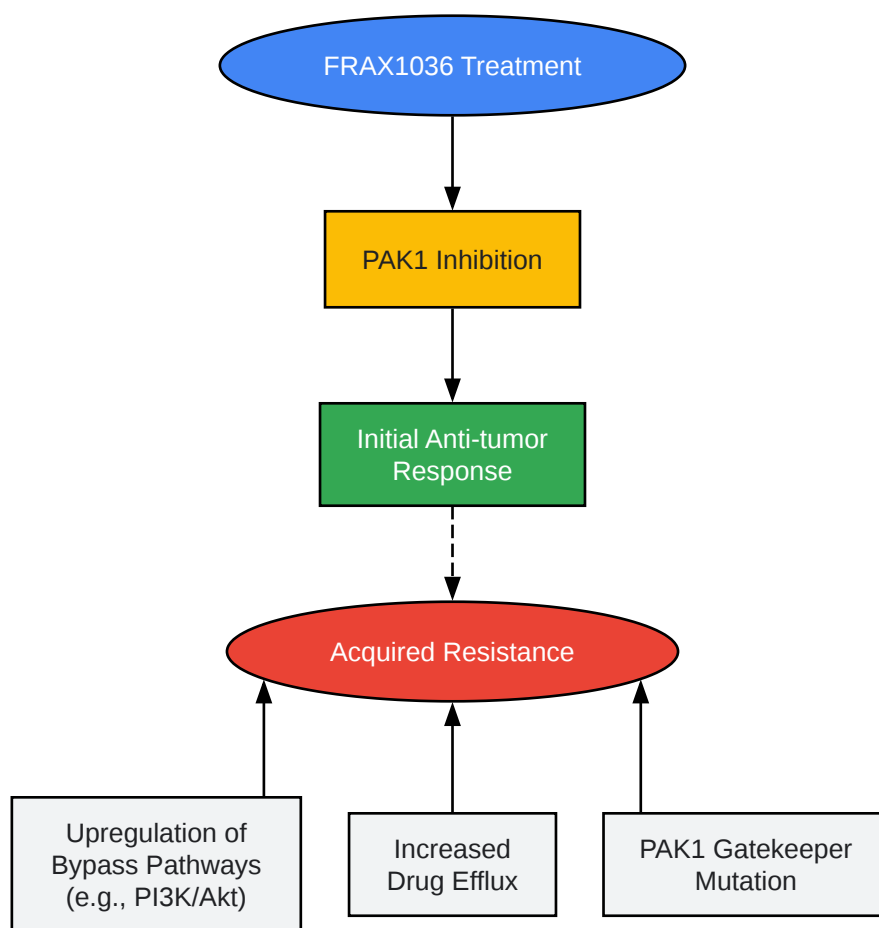 FRAX1036 Treatment
PAK1 Inhibition
Initial Anti-tumor
Response
Acquired Resistance
Upregulation of
Bypass Pathways
(e.g., PI3K/Akt)
Increased
Drug Efflux
PAK1 Gatekeeper
Mutation